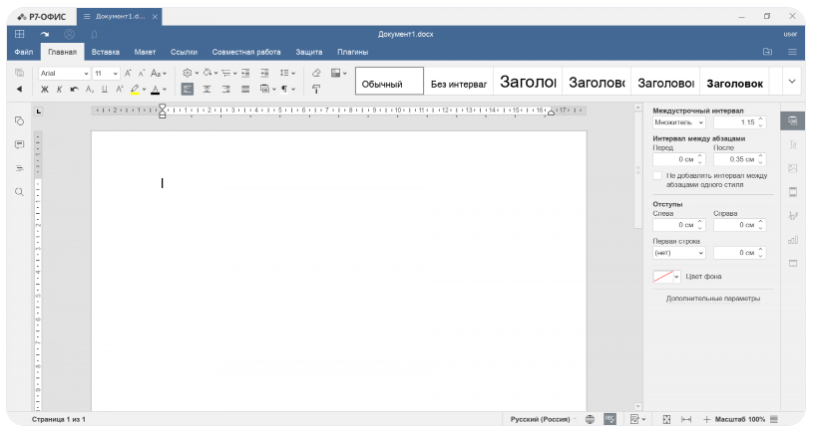 Р7-ОФИС
Документ1.d... ×
Документ1.docx
user
Файл Главная Вставка Макет Ссылки Совместная работа Защита Плагины
Arial 11
Ж К Ч
Обычный Без интервал Заголо Заголово Заголовок Заголовок
Междустрочный интервал
Множитель 1.15
Интервал между абзацами
Перед После
0 см 0.35 см
Не добавлять интервал между
абзацами одного стиля
Отступы
Слева Справа
0 см 0 см
Первая строка
(нет) 0 см
Цвет фона
Дополнительные параметры
Страница 1 из 1 Русский (Россия) Масштаб 100%